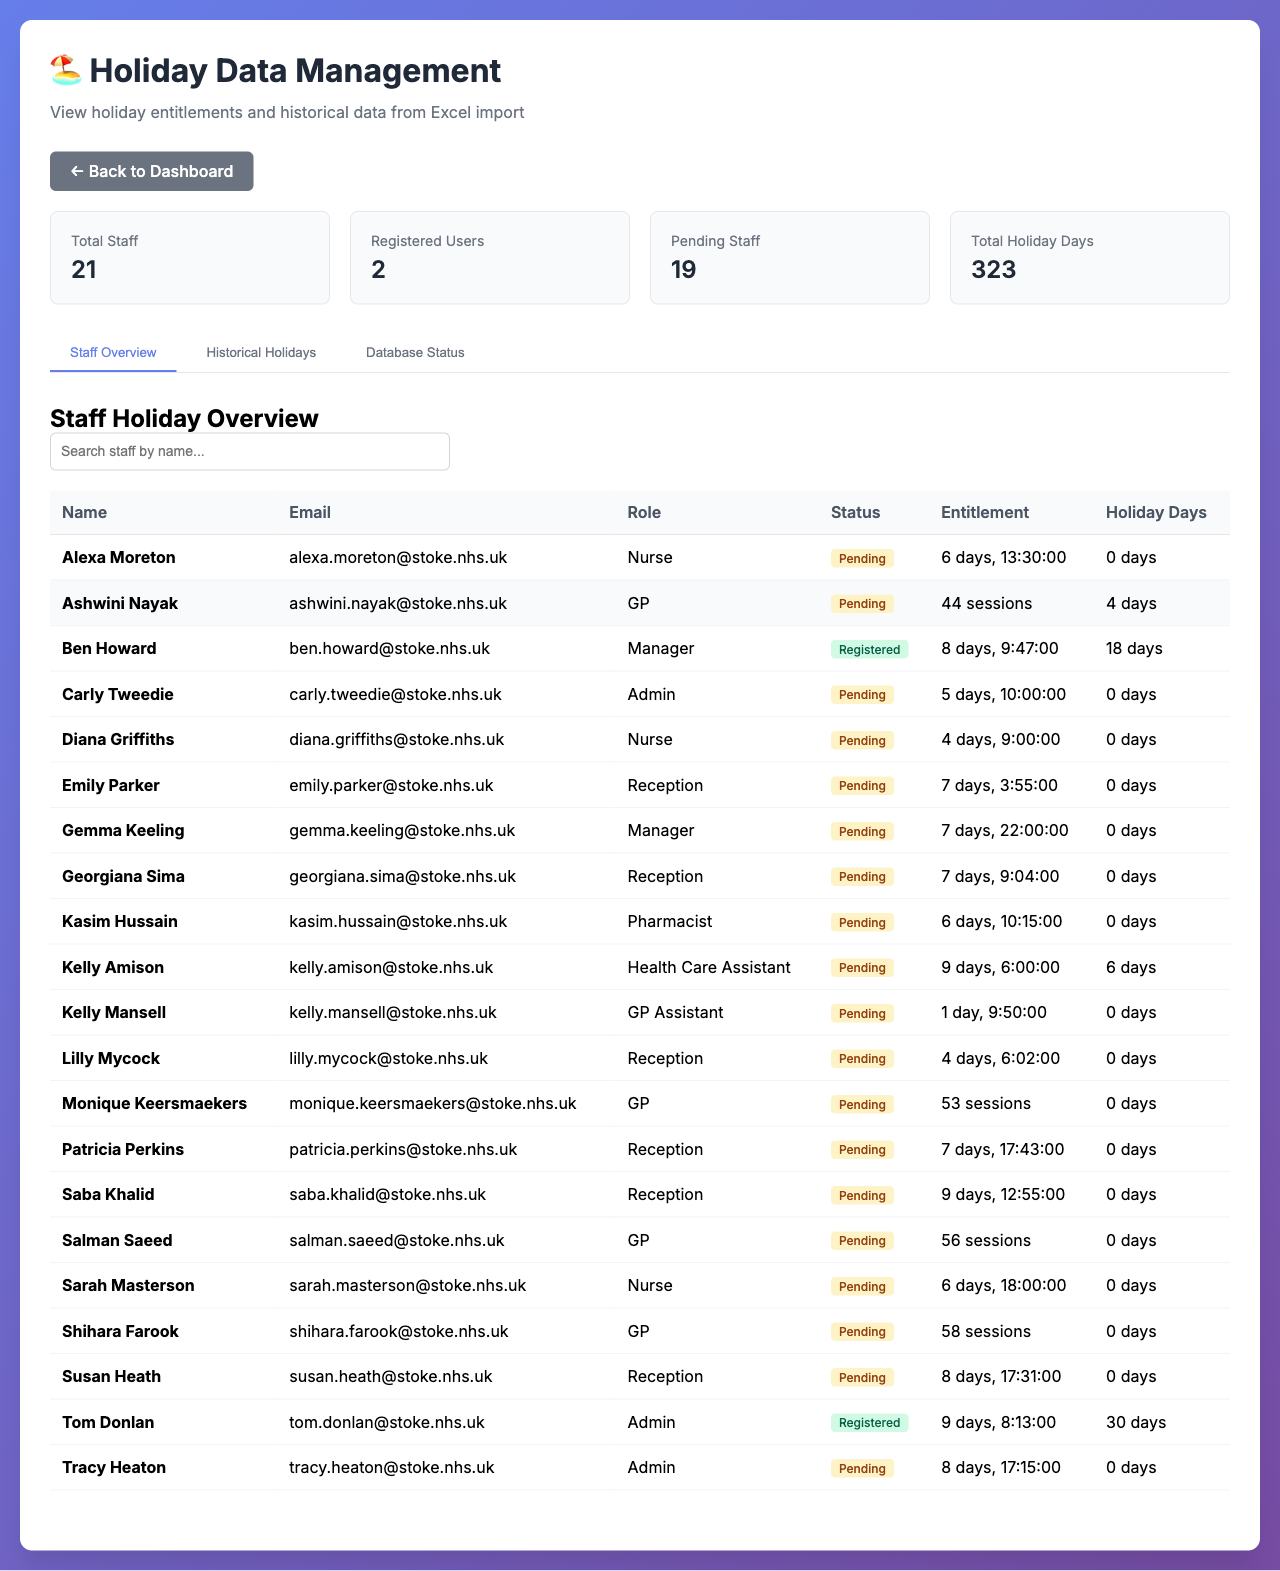 Holiday Data Management
View holiday entitlements and historical data from Excel import
← Back to Dashboard
Total Staff Registered Users Pending Staff Total Holiday Days
21 2 19 323
Staff Overview Historical Holidays Database Status
Staff Holiday Overview
Search staff by name...
Name Email Role Status Entitlement Holiday Days
Alexa Moreton alexa.moreton@stoke.nhs.uk Nurse Pending 6 days, 13:30:00 0 days
Ashwini Nayak ashwini.nayak@stoke.nhs.uk GP Pending 44 sessions 4 days
Ben Howard ben.howard@stoke.nhs.uk Manager Registered 8 days, 9:47:00 18 days
Carly Tweedie carly.tweedie@stoke.nhs.uk Admin Pending 5 days, 10:00:00 0 days
Diana Griffiths diana.griffiths@stoke.nhs.uk Nurse Pending 4 days, 9:00:00 0 days
Emily Parker emily.parker@stoke.nhs.uk Reception Pending 7 days, 3:55:00 0 days
Gemma Keeling gemma.keeling@stoke.nhs.uk Manager Pending 7 days, 22:00:00 0 days
Georgiana Sima georgiana.sima@stoke.nhs.uk Reception Pending 7 days, 9:04:00 0 days
Kasim Hussain kasim.hussain@stoke.nhs.uk Pharmacist Pending 6 days, 10:15:00 0 days
Kelly Amison kelly.amison@stoke.nhs.uk Health Care Assistant Pending 9 days, 6:00:00 6 days
Kelly Mansell kelly.mansell@stoke.nhs.uk GP Assistant Pending 1 day, 9:50:00 0 days
Lilly Mycock lilly.mycock@stoke.nhs.uk Reception Pending 4 days, 6:02:00 0 days
Monique Keersmaekers monique.keersmaekers@stoke.nhs.uk GP Pending 53 sessions 0 days
Patricia Perkins patricia.perkins@stoke.nhs.uk Reception Pending 7 days, 17:43:00 0 days
Saba Khalid saba.khalid@stoke.nhs.uk Reception Pending 9 days, 12:55:00 0 days
Salman Saeed salman.saeed@stoke.nhs.uk GP Pending 56 sessions 0 days
Sarah Masterson sarah.masterson@stoke.nhs.uk Nurse Pending 6 days, 18:00:00 0 days
Shihara Farook shihara.farook@stoke.nhs.uk GP Pending 58 sessions 0 days
Susan Heath susan.heath@stoke.nhs.uk Reception Pending 8 days, 17:31:00 0 days
Tom Donlan tom.donlan@stoke.nhs.uk Admin Registered 9 days, 8:13:00 30 days
Tracy Heaton tracy.heaton@stoke.nhs.uk Admin Pending 8 days, 17:15:00 0 days